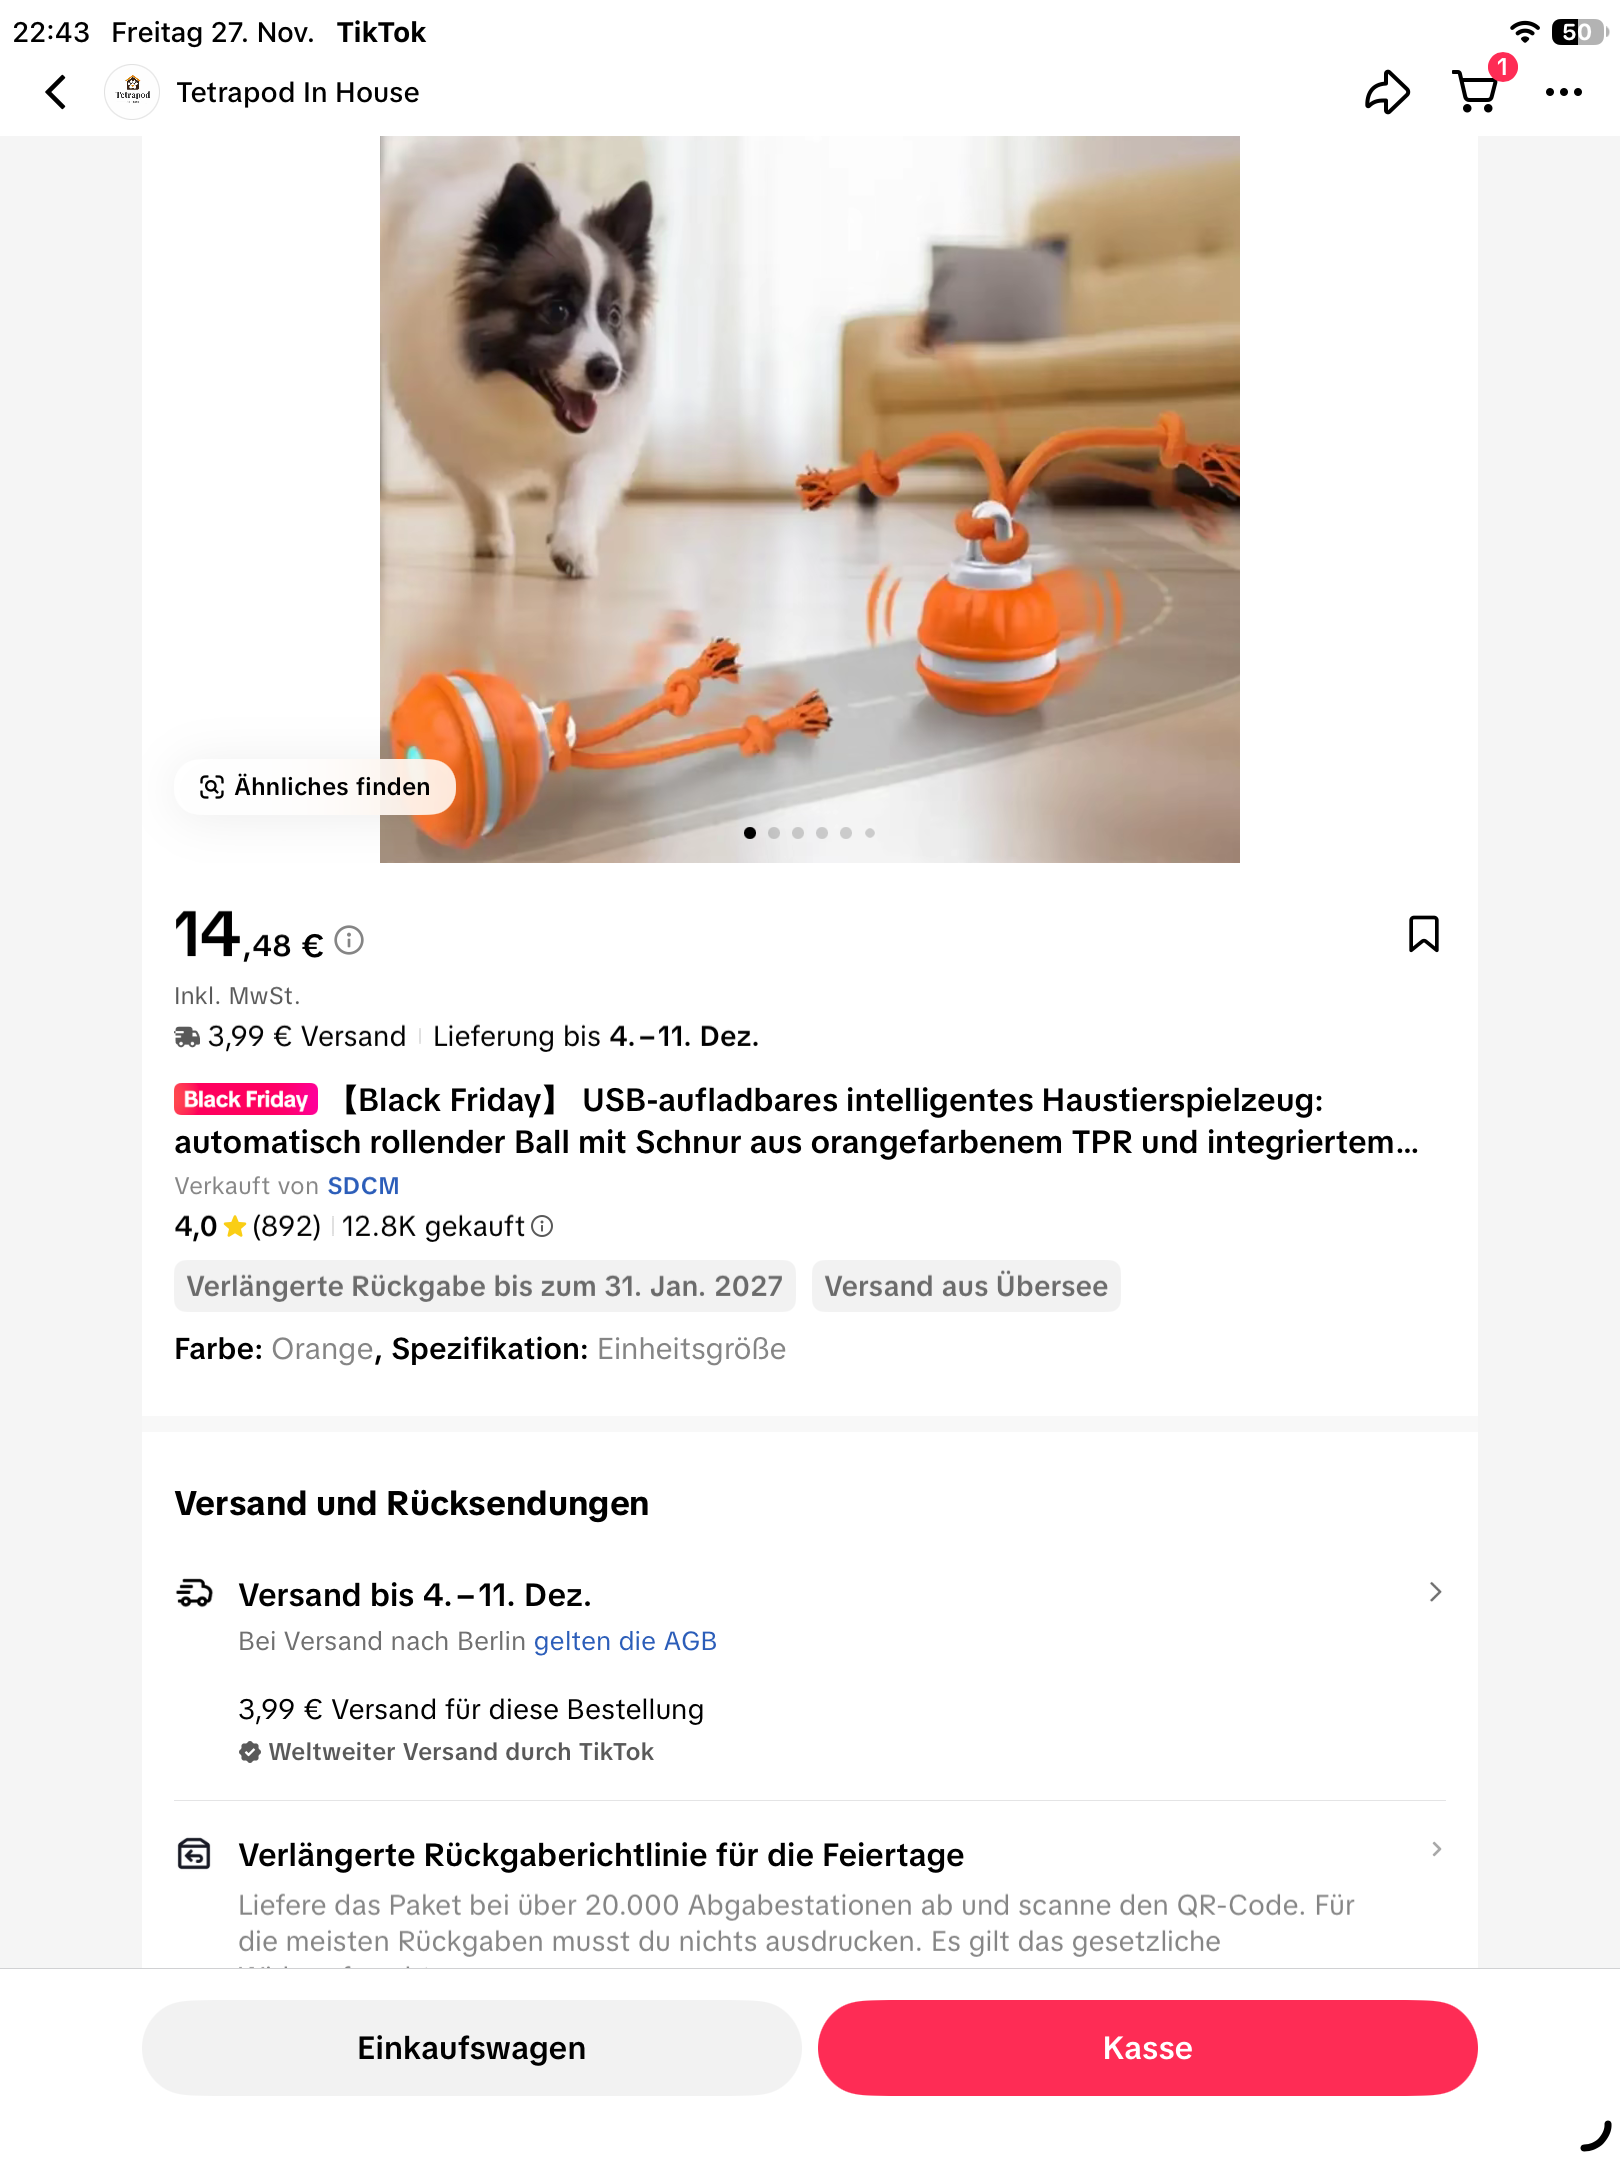 22:43 Freitag 27. Nov. TikTok 50
Tetrapod Tetrapod In House 1
Ähnliches finden
14,48 €
Inkl. MwSt.
3,99 € Versand Lieferung bis 4.–11. Dez.
Black Friday 【Black Friday】 USB-aufladbares intelligentes Haustierspielzeug:
automatisch rollender Ball mit Schnur aus orangefarbenem TPR und integriertem...
Verkauft von SDCM
4,0 (892) 12.8K gekauft
Verlängerte Rückgabe bis zum 31. Jan. 2027 Versand aus Übersee
Farbe: Orange, Spezifikation: Einheitsgröße
Versand und Rücksendungen
Versand bis 4.–11. Dez.
Bei Versand nach Berlin gelten die AGB
3,99 € Versand für diese Bestellung
Weltweiter Versand durch TikTok
Verlängerte Rückgaberichtlinie für die Feiertage
Liefere das Paket bei über 20.000 Abgabestationen ab und scanne den QR-Code. Für
die meisten Rückgaben musst du nichts ausdrucken. Es gilt das gesetzliche
Einkaufswagen Kasse